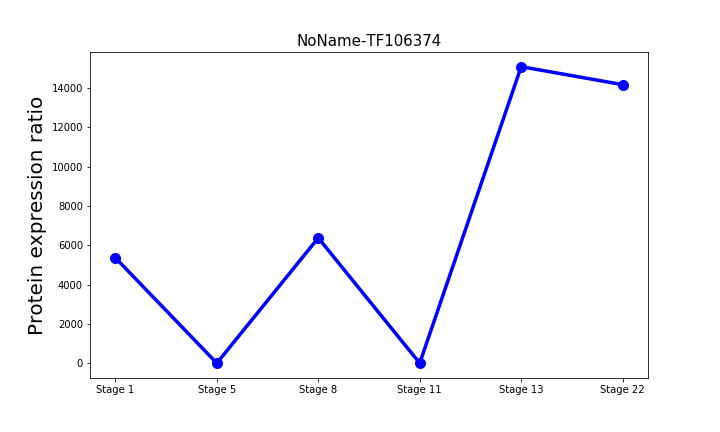 NoName-TF106374
Protein expression ratio
14000
12000
10000
8000
6000
4000
2000
0
Stage 1
Stage 5
Stage 8
Stage 11
Stage 13
Stage 22